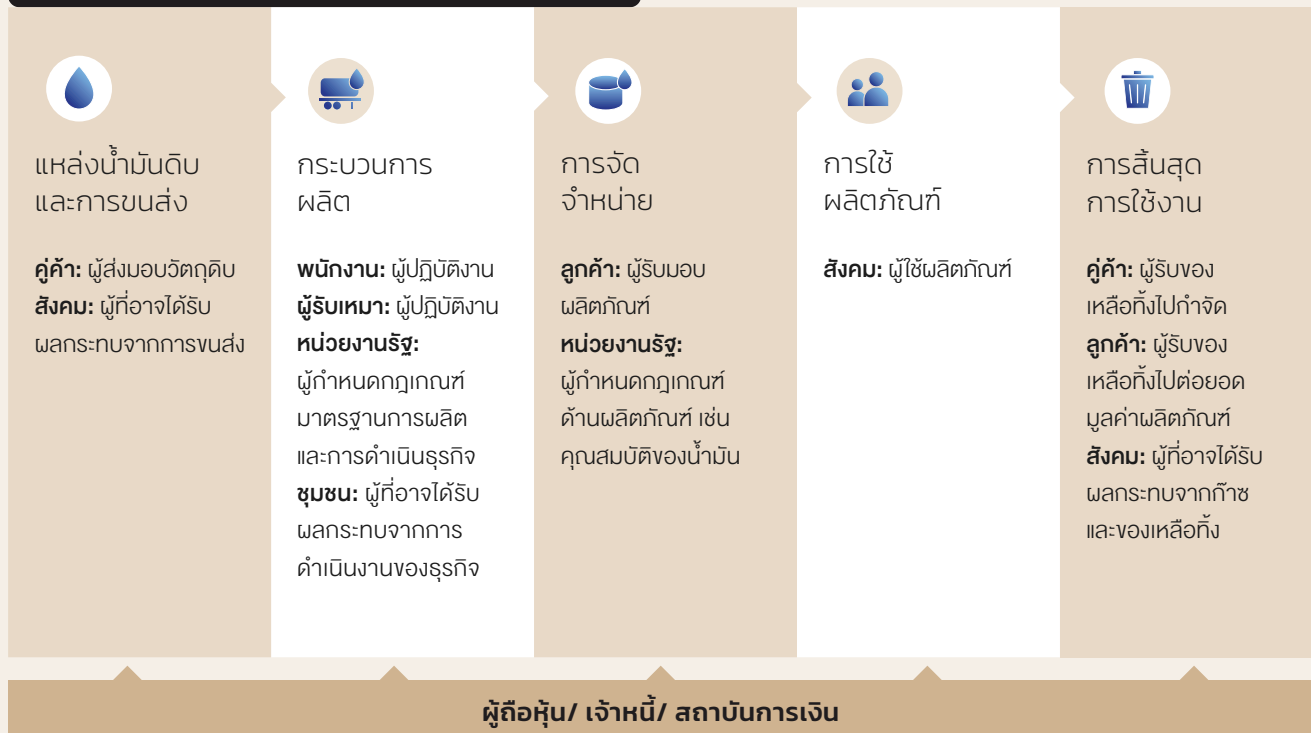 แหล่งน้ำมันดิบ
และการขนส่ง
คู่ค้า: ผู้ส่งมอบวัตถุดิบ
สังคม: ผู้ที่อาจได้รับ
ผลกระทบจากการขนส่ง
กระบวนการ
ผลิต
พนักงาน: ผู้ปฏิบัติงาน
ผู้รับเหมา: ผู้ปฏิบัติงาน
หน่วยงานรัฐ:
ผู้กำหนดกฎเกณฑ์
มาตรฐานการผลิต
และการดำเนินธุรกิจ
ชุมชน: ผู้ที่อาจได้รับ
ผลกระทบจากการ
ดำเนินงานของธุรกิจ
การจัด
จำหน่าย
ลูกค้า: ผู้รับมอบ
ผลิตภัณฑ์
หน่วยงานรัฐ:
ผู้กำหนดกฎเกณฑ์
ด้านผลิตภัณฑ์ เช่น
คุณสมบัติของน้ำมัน
การใช้
ผลิตภัณฑ์
สังคม: ผู้ใช้ผลิตภัณฑ์
การสิ้นสุด
การใช้งาน
คู่ค้า: ผู้รับของ
เหลือทิ้งไปกำจัด
ลูกค้า: ผู้รับของ
เหลือทิ้งไปต่อยอด
มูลค่าผลิตภัณฑ์
สังคม: ผู้ที่อาจได้รับ
ผลกระทบจากก๊าซ
และของเหลือทิ้ง
ผู้ถือหุ้น/ เจ้าหนี้/ สถาบันการเงิน